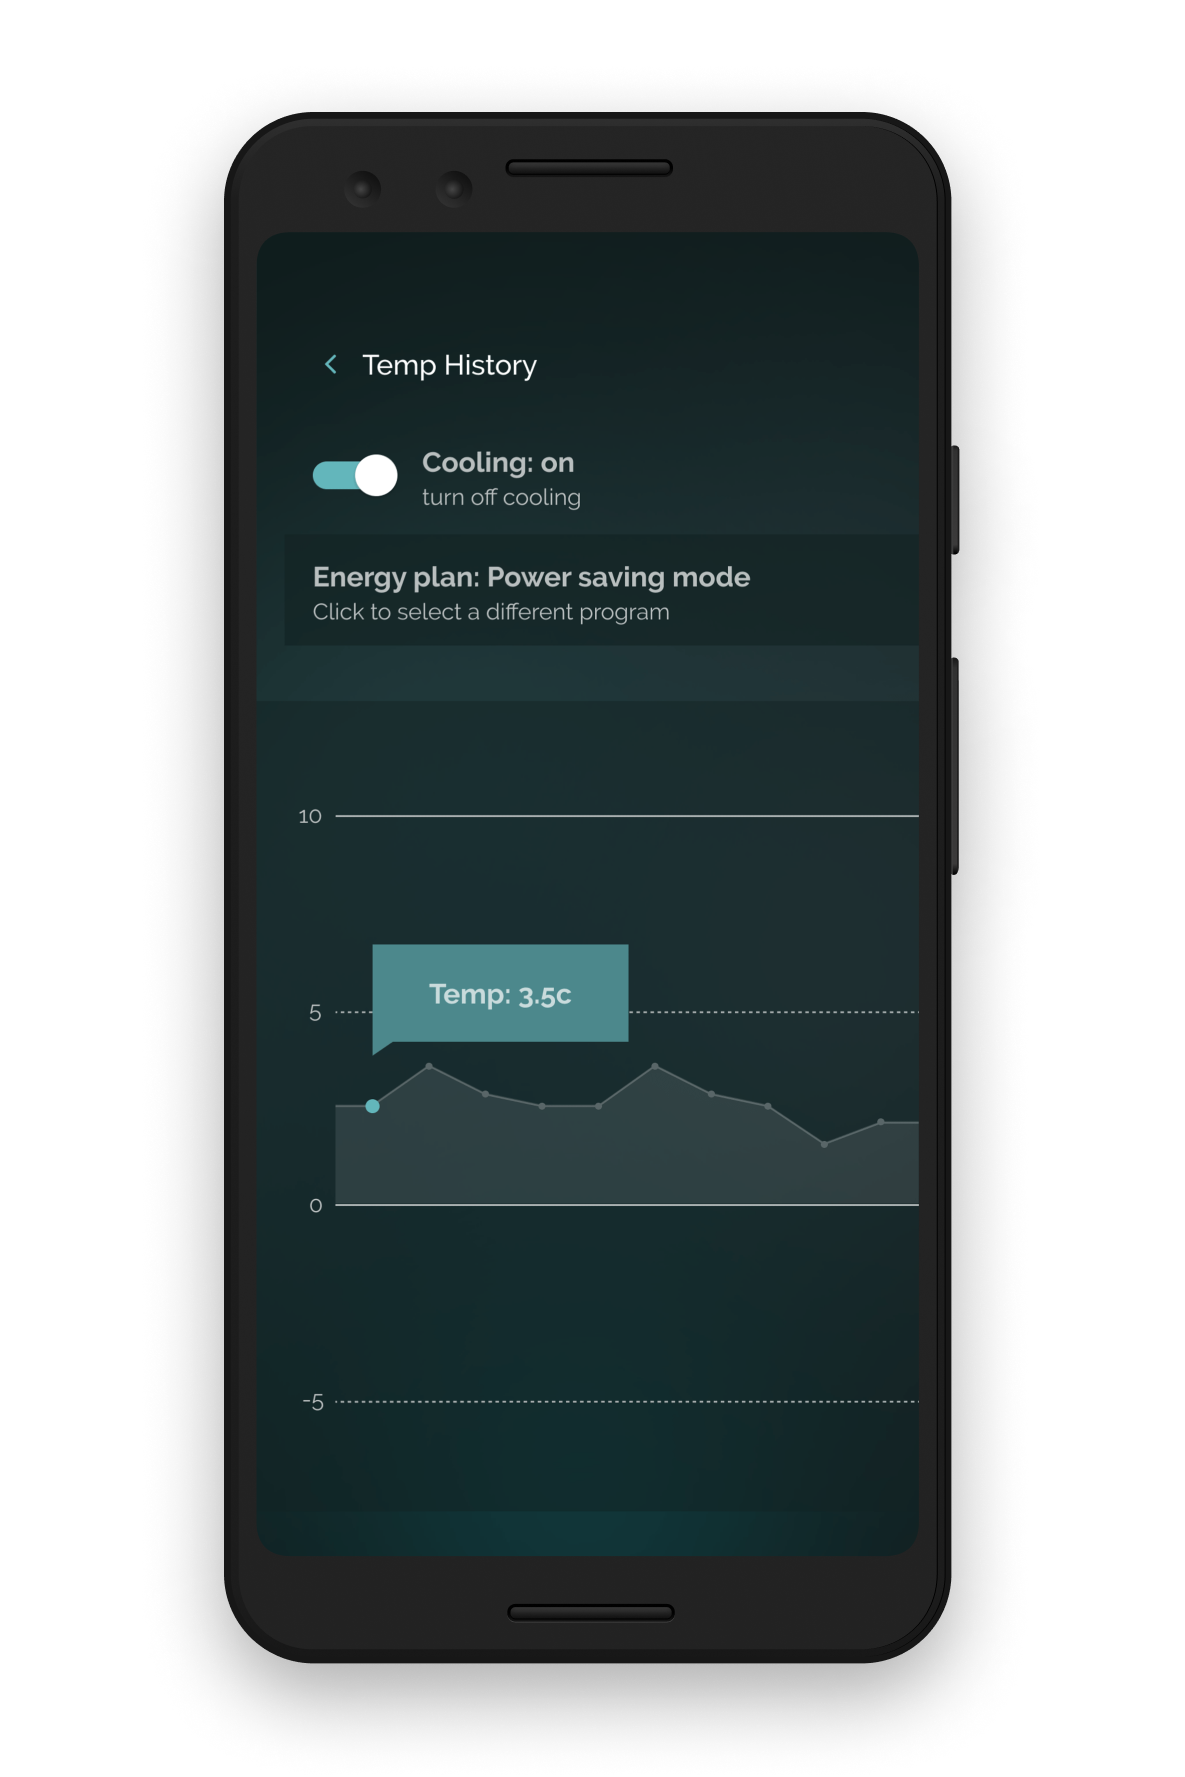 Temp History
Cooling: on
turn off cooling
Energy plan: Power saving mode
Click to select a different program
10
Temp: 3.5c
5
0
-5